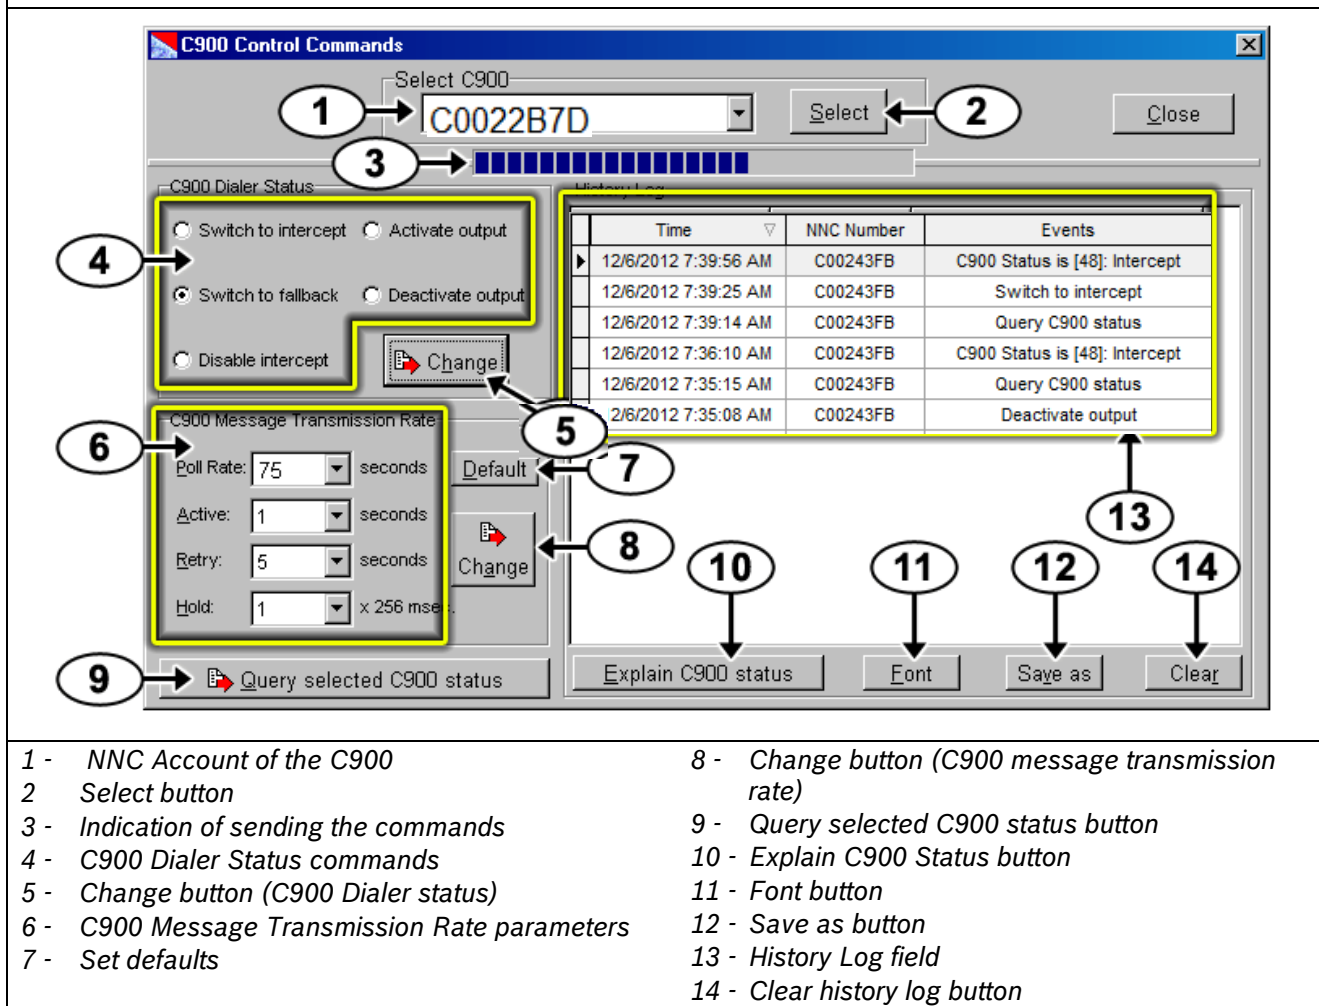 C900 Control Commands
Select C900
1
C0022B7D
Select
2
Close
3
C900 Dialer Status
History Log
4
Switch to intercept
Activate output
Switch to fallback
Deactivate output
Disable intercept
Change
5
Time
NNC Number
Events
12/6/2012 7:39:56 AM C00243FB C900 Status is [48]: Intercept
12/6/2012 7:39:25 AM C00243FB Switch to intercept
12/6/2012 7:39:14 AM C00243FB Query C900 status
12/6/2012 7:36:10 AM C00243FB C900 Status is [48]: Intercept
12/6/2012 7:35:15 AM C00243FB Query C900 status
2/6/2012 7:35:08 AM C00243FB Deactivate output
C900 Message Transmission Rate
6
Poll Rate: 75 seconds
Default
7
Active: 1 seconds
Retry: 5 seconds
Change
8
Hold: 1 x 256 msec.
13
10
11
12
14
9
Query selected C900 status
Explain C900 status
Font
Save as
Clear
1 - NNC Account of the C900
2 Select button
3 - Indication of sending the commands
4 - C900 Dialer Status commands
5 - Change button (C900 Dialer status)
6 - C900 Message Transmission Rate parameters
7 - Set defaults
8 - Change button (C900 message transmission
rate)
9 - Query selected C900 status button
10 - Explain C900 Status button
11 - Font button
12 - Save as button
13 - History Log field
14 - Clear history log button